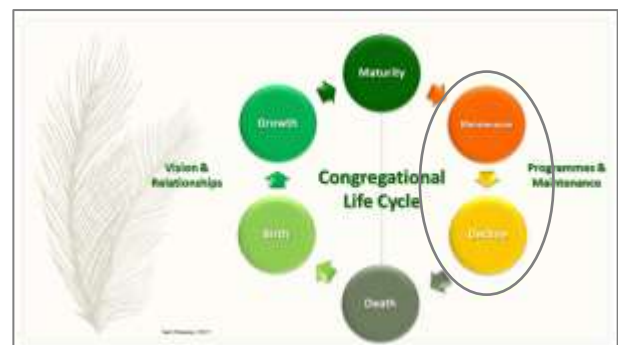 Maturity
Growth
Vision &
Relationships
Congregational
Life Cycle
Programmes &
Maintenance
Birth
Decline
Death